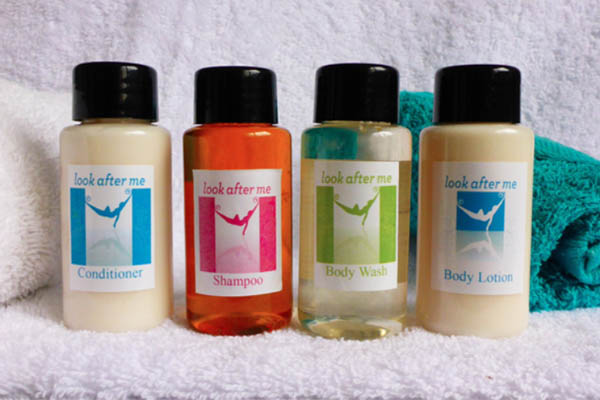 look after me
Conditioner
look after me
Shampoo
look after me
Body Wash
look after me
Body Lotion